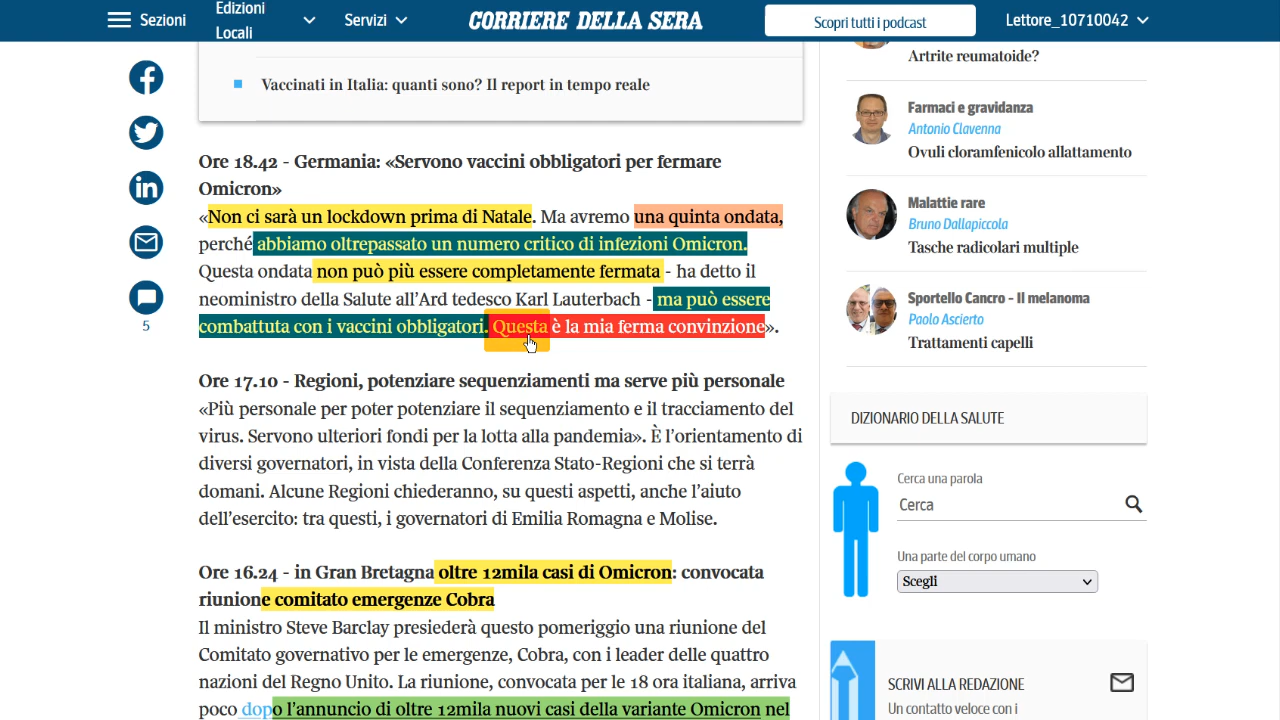 Sezioni
Edizioni
Locali
Servizi
CORRIERE DELLA SERA
Scopri tutti i podcast
Lettore_10710042
Vaccinati in Italia: quanti sono? Il report in tempo reale
5
Ore 18.42 - Germania: «Servono vaccini obbligatori per fermare
Omicron»
«Non ci sarà un lockdown prima di Natale. Ma avremo una quinta ondata,
perché abbiamo oltrepassato un numero critico di infezioni Omicron.
Questa ondata non può più essere completamente fermata - ha detto il
neoministro della Salute all’Ard tedesco Karl Lauterbach - ma può essere
combattuta con i vaccini obbligatori. Questa è la mia ferma convinzione».
Ore 17.10 - Regioni, potenziare sequenziamenti ma serve più personale
«Più personale per poter potenziare il sequenziamento e il tracciamento del
virus. Servono ulteriori fondi per la lotta alla pandemia». È l’orientamento di
diversi governatori, in vista della Conferenza Stato-Regioni che si terrà
domani. Alcune Regioni chiederanno, su questi aspetti, anche l’aiuto
dell’esercito: tra questi, i governatori di Emilia Romagna e Molise.
Ore 16.24 - in Gran Bretagna oltre 12mila casi di Omicron: convocata
riunione comitato emergenze Cobra
Il ministro Steve Barclay presiederà questo pomeriggio una riunione del
Comitato governativo per le emergenze, Cobra, con i leader delle quattro
nazioni del Regno Unito. La riunione, convocata per le 18 ora italiana, arriva
poco dopo l’annuncio di oltre 12mila nuovi casi della variante Omicron nel
Artrite reumatoide?
Farmaci e gravidanza
Antonio Clavenna
Ovuli cloramfenicolo allattamento
Malattie rare
Bruno Dallapiccola
Tasche radicolari multiple
Sportello Cancro - Il melanoma
Paolo Ascierto
Trattamenti capelli
DIZIONARIO DELLA SALUTE
Cerca una parola
Cerca
Una parte del corpo umano
Scegli
SCRIVI ALLA REDAZIONE
Un contatto veloce con i